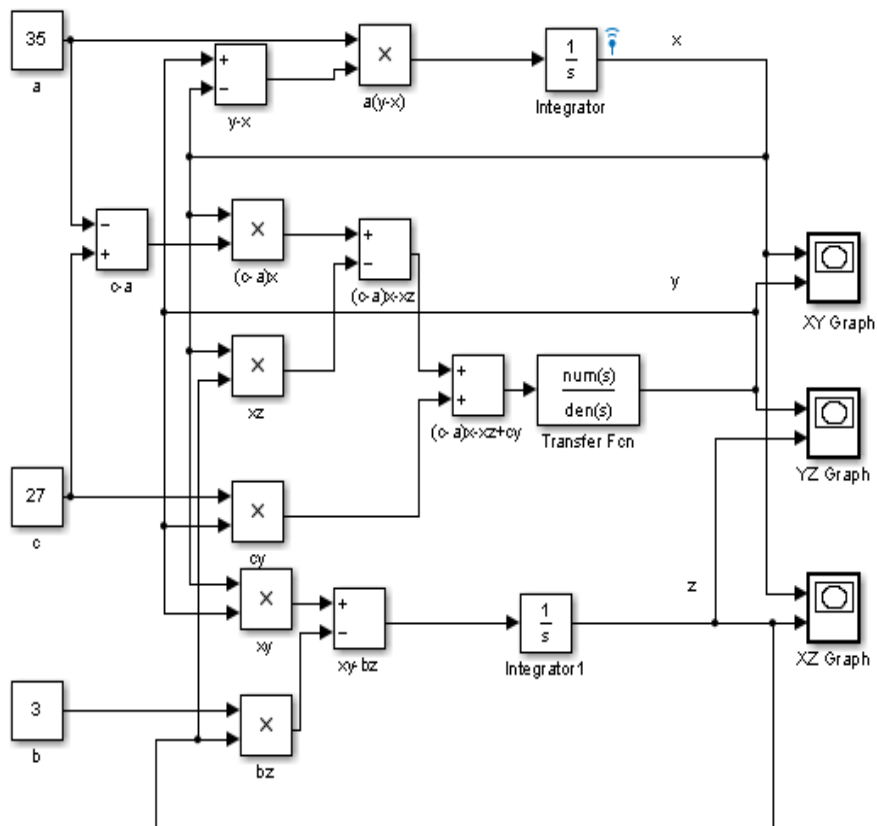 35
a
+
−
y-x
×
a(y-x)
1
s
Integrator
x
−
+
c-a
×
(c-a)x
+
−
(c-a)x-xz
y
XY Graph
×
xz
+
+
(c-a)x-xz+cy
num(s)
den(s)
Transfer Fcn
YZ Graph
27
c
×
cy
×
xy
+
−
xy-bz
1
s
Integrator1
z
XZ Graph
3
b
×
bz